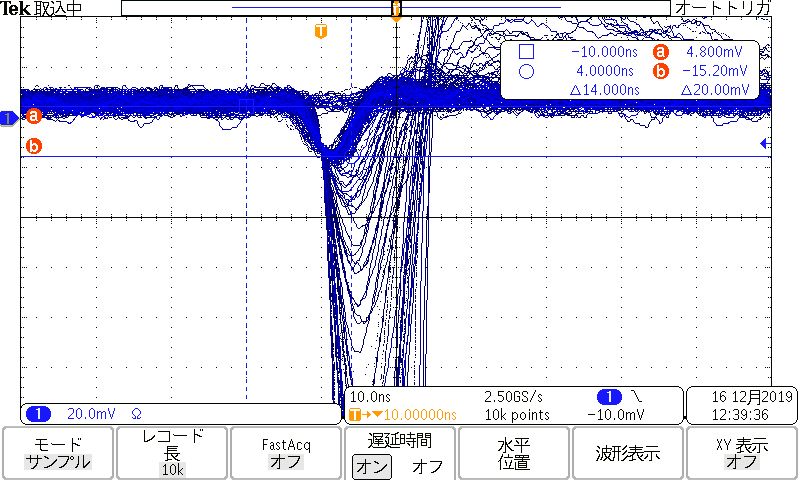 Tek 取込中 オートトリガ
T
−10.000ns a 4.800mV
4.0000ns b −15.20mV
△14.000ns △20.00mV
1
a
b
1 20.0mV Ω
10.0ns 2.50GS/s 1
T→▼10.00000ns 10k points −10.0mV
16 12月2019
12:39:36
モード
サンプル
レコード
長
10k
FastAcq
オフ
遅延時間
オン オフ
水平
位置
波形表示
XY 表示
オフ